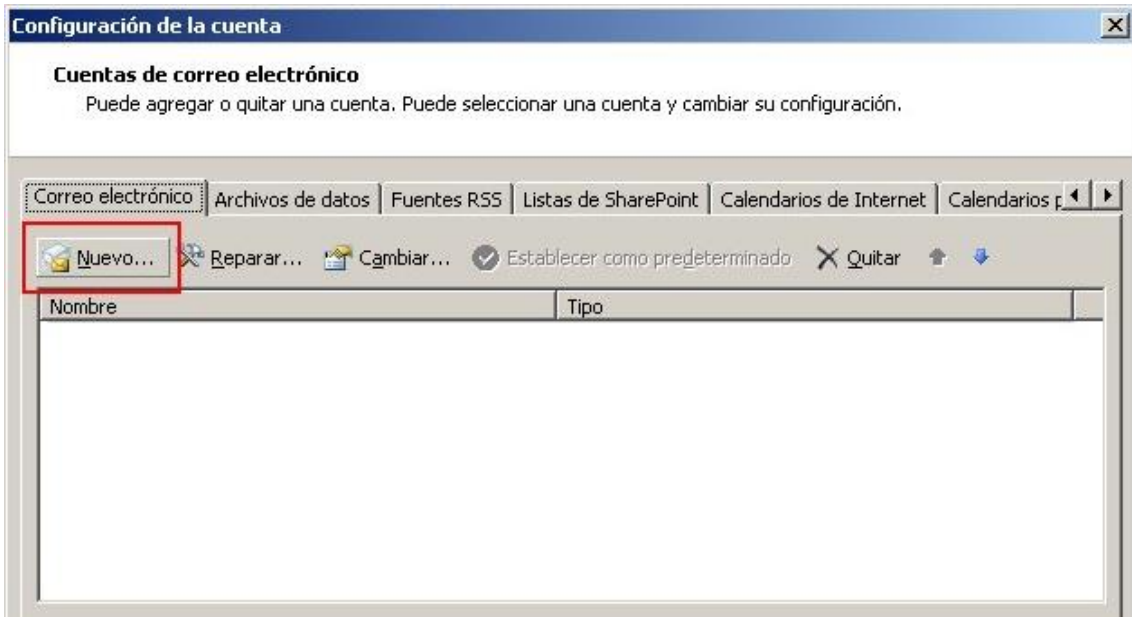 Configuración de la cuenta
Cuentas de correo electrónico
Puede agregar o quitar una cuenta. Puede seleccionar una cuenta y cambiar su configuración.
Correo electrónico Archivos de datos Fuentes RSS Listas de SharePoint Calendarios de Internet Calendarios
Nuevo... Reparar... Cambiar... Establecer como predeterminado Quitar
Nombre Tipo